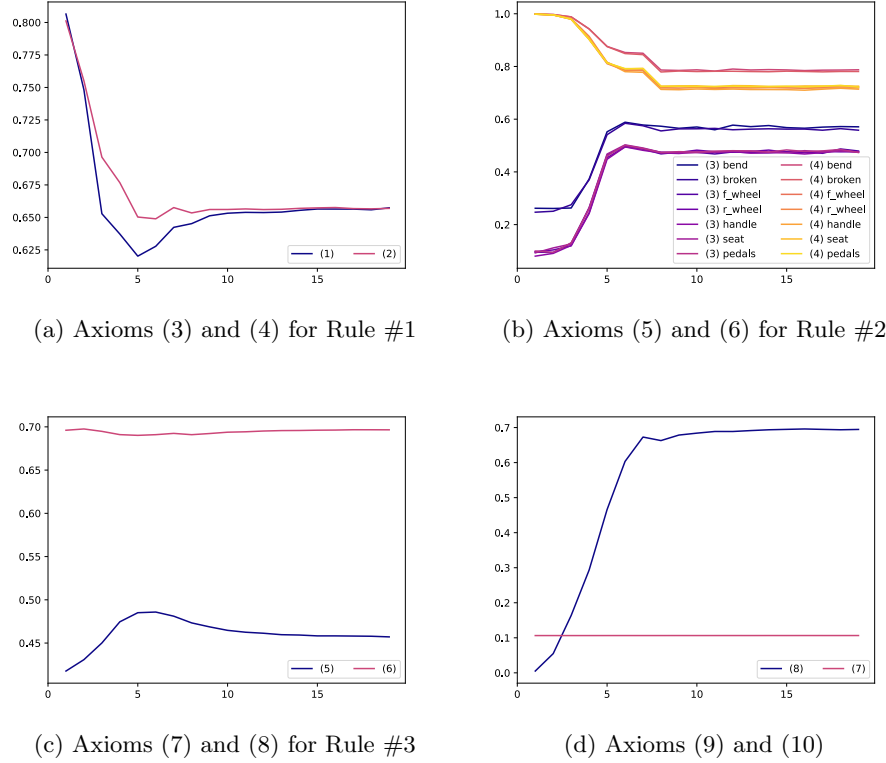 0.800
0.775
0.750
0.725
0.700
0.675
0.650
0.625
0 5 10 15
(1) (2)
(a) Axioms (3) and (4) for Rule #1
1.0
0.8
0.6
0.4
0.2
(3) bend (4) bend
(3) broken (4) broken
(3) f_wheel (4) f_wheel
(3) r_wheel (4) r_wheel
(3) handle (4) handle
(3) seat (4) seat
(3) pedals (4) pedals
0 5 10 15
(b) Axioms (5) and (6) for Rule #2
0.70
0.65
0.60
0.55
0.50
0.45
(5) (6)
0 5 10 15
(c) Axioms (7) and (8) for Rule #3
0.7
0.6
0.5
0.4
0.3
0.2
0.1
0.0
(8) (7)
0 5 10 15
(d) Axioms (9) and (10)